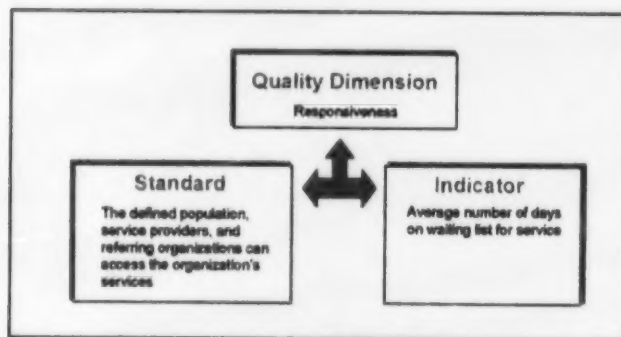 Quality Dimension
Responsiveness
Standard
The defined population,
service providers, and
referring organizations can
access the organization's
services
Indicator
Average number of days
on waiting list for service